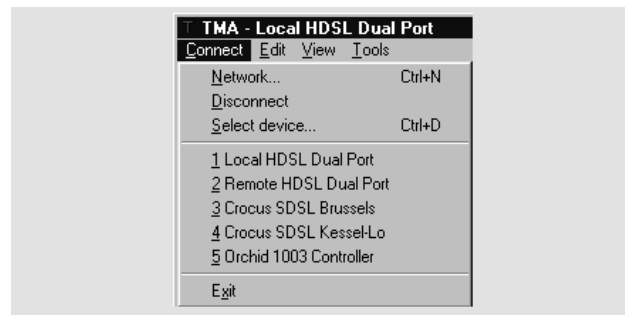 TMA - Local HDSL Dual Port
Connect Edit View Tools
Network... Ctrl+N
Disconnect
Select device... Ctrl+D
1 Local HDSL Dual Port
2 Remote HDSL Dual Port
3 Crocus SDSL Brussels
4 Crocus SDSL Kessel-Lo
5 Orchid 1003 Controller
Exit